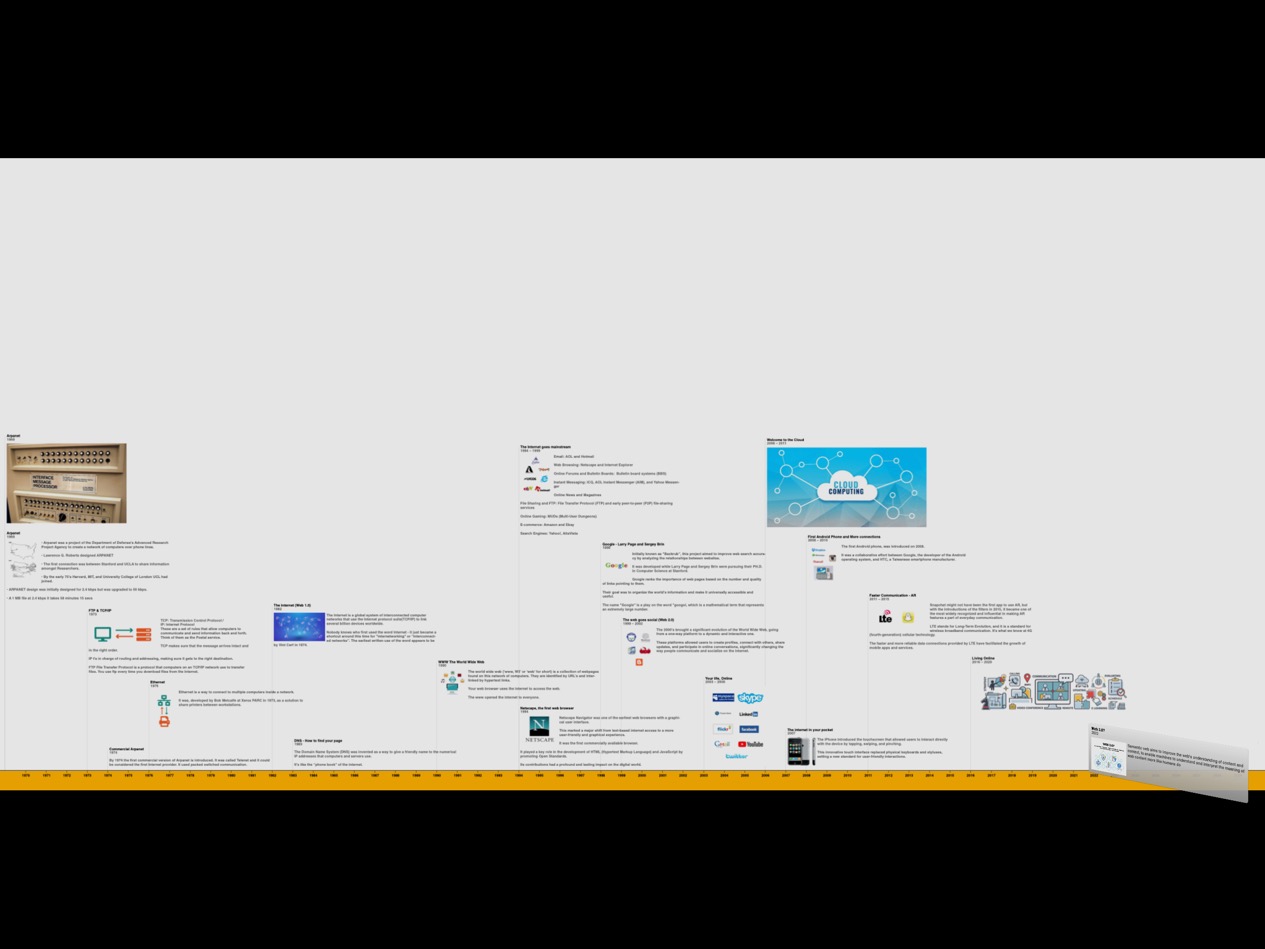 Arpanet
1969
INTERFACE
MESSAGE
PROCESSOR
Arpanet
1969
- Arpanet was a project of the Department of Defense's Advanced Research
Project Agency to create a network of computers over phone lines.
- Lawrence G. Roberts designed ARPANET
- The first connection was between Stanford and UCLA to share information
amongst Researchers.
- By the early 70's Harvard, MIT, and University College of London UCL had
joined.
- ARPANET design was initially designed for 2.4 kbps but was upgraded to 50 kbps.
FTP & TCP/IP
1973
TCP: Transmission Control Protocol/
IP: Internet Protocol
These are a set of rules that allow computers to
communicate and send information back and forth.
Think of them as the Postal service.
TCP makes sure that the message arrives intact and
in the right order.
IP is in charge of routing and addressing, making sure it gets to the right destination.
FTP File Transfer Protocol is a protocol that computers on an TCP/IP network use to transfer
files. You use ftp every time you download files from the internet.
Ethernet
Ethernet is a way to connect to multiple computers inside a network.
It was, developed by Bob Metcalfe at Xerox PARC in 1973, as a solution to
share printers between workstations.
Commercial Arpanet
By 1974 the first commercial version of Arpanet is introduced. It was called Telenet and it could
be considered the first Internet provider. It used packet switched communication.
The Internet (Web 1.0)
The internet is a global system of interconnected computer
networks that use the internet protocol suite(TCP/IP) to link
several billion devices worldwide.
Nobody knows who first used the word Internet - it just became a
shortcut around this time for "internetworking" or "interconnect-
ed networks". The earliest written use of the word appears to be
by Vint Cerf in 1974.
DNS - How to find your page
The Domain Name System (DNS) was invented as a way to give a friendly name to the numerical
IP addresses that computers and servers use.
It's like the "phone book" of the internet.
WWW The World Wide Web
The world wide web ('www, W3' or 'web' for short) is a collection of webpages
found on this network of computers. They are identified by URL's and inter
linked by hypertext links.
Your web browser uses the internet to access the web
The were opened the internet to everyone.
The Internet goes mainstream
1994 – 1999
Email: AOL and Hotmail
Web Browsing: Netscape and Internet Explorer
Online Forums and Bulletin Boards: Bulletin board systems (BBS)
Instant Messaging: ICQ, AOL Instant Messenger (AIM), and Yahoo Messen-
ger
Online News and Magazines
File Sharing and FTP: File Transfer Protocol (FTP) and early peer-to-peer (P2P) file-sharing
services
Online Gaming: MUDs (Multi-User Dungeons)
E-commerce: Amazon and Ebay
Search Engines: Yahoo!, AltaVista
Netscape, the first web browser
NETSCAPE
Netscape Navigator was one of the earliest web browsers with a graphi-
cal user interface.
This marked a major shift from text-based internet access to a more
user-friendly and graphical experience.
It was the first commercially available browser.
It played a key role in the development of HTML (Hypertext Markup Language) and JavaScript by
promoting Open Standards
Its contributions had a profound and lasting impact on the digital world.
Google - Larry Page and Sergey Brin
1998
Google
Initially known as "Backrub", this project aimed to improve web search accura-
cy by analyzing the relationships between websites.
It was developed while Larry Page and Sergey Brin were pursuing their Ph.D.
in Computer Science at Stanford.
Google ranks the importance of web pages based on the number and quality
of links pointing to them.
Their goal was to organize the world's information and make it universally accessible and
useful.
The name "Google" is a play on the word "googol, which is a mathematical term that represents
an extremely large number
The web goes social (Web 2.0)
The 2000's brought a significant evolution of the World Wide Web, going
from a one-way platform to a dynamic and interactive one.
These platforms allowed users to create profiles, connect with others, share
updates, and participate in online conversations, significantly changing the
way people communicate and socialize on the internet.
Your life, Online
skype
LinkedIn
flickr
facebook
Gmail
YouTube
twitter
Welcome to the Cloud
CLOUD
COMPUTING
The internet in your pocket
2007
The iPhone introduced the touchscreen that allowed users to interact directly
with the device by tapping, swiping, and pinching.
This innovative touch interface replaced physical keyboards and styluses,
setting a new standard for user-friendly interactions.
First Android Phone and More connections
The first Android phone, was introduced on 2008.
It was a collaborative effort between Google, the developer of the Android
operating system, and HTC, a Taiwanese smartphone manufacturer.
Faster Communication - AR
2011 – 2015
lte
Snapchat might not have been the first app to use AR, but
with the introductions of the filters in 2015, it became one of
the most widely recognized and influential in making AR
features a part of everyday communication.
LTE stands for Long-Term Evolution, and it is a standard for
wireless broadband communication. It's what we know of as 4G
(fourth-generation) cellular technology.
The faster and more reliable data connections provided by LTE have facilitated the growth of
mobile apps and services.
Living Online
Semantic web aims to improve the web's understanding of content and
context, to enable machines to understand and interpret the meaning of
web content more like humans do
1970 1971 1972 1973 1974 1975 1976 1977 1978 1979 1980 1981 1982 1983 1984 1985 1986 1987 1988 1989 1990 1991 1992 1993 1994 1995 1996 1997 1998 1999 2000 2001 2002 2003 2004 2005 2006 2007 2008 2009 2010 2011 2012 2013 2014 2015 2016 2017 2018 2019 2020 2021 2022